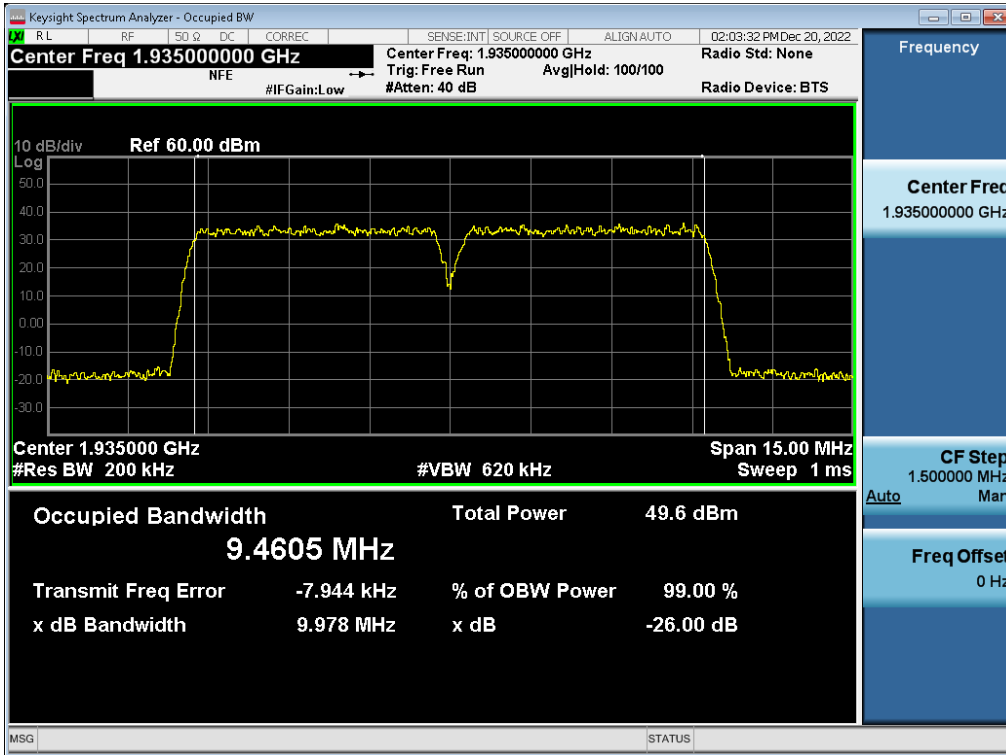 Keysight Spectrum Analyzer - Occupied BW
LXI RL RF 50 Ω DC CORREC SENSE:INT SOURCE OFF ALIGN AUTO 02:03:32 PM Dec 20, 2022
Center Freq 1.935000000 GHz
NFE
#IFGain:Low
Center Freq: 1.935000000 GHz
Trig: Free Run Avg|Hold: 100/100
#Atten: 40 dB
Radio Std: None
Radio Device: BTS
Frequency
10 dB/div Ref 60.00 dBm
Log
50.0
40.0
30.0
20.0
10.0
0.00
-10.0
-20.0
-30.0
Center 1.935000 GHz Span 15.00 MHz
#Res BW 200 kHz #VBW 620 kHz Sweep 1 ms
Occupied Bandwidth Total Power 49.6 dBm
9.4605 MHz
Transmit Freq Error -7.944 kHz % of OBW Power 99.00 %
x dB Bandwidth 9.978 MHz x dB -26.00 dB
Center Freq
1.935000000 GHz
CF Step
1.500000 MHz
Auto Man
Freq Offset
0 Hz
MSG STATUS